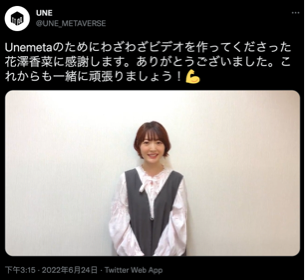 UNE
@UNE_METAVERSE
Unemetaのためにわざわざビデオを作ってくださった
花澤香菜に感謝します。ありがとうございました。こ
れからも一緒に頑張りましょう！💪
下午3:15 · 2022年6月24日 · Twitter Web App